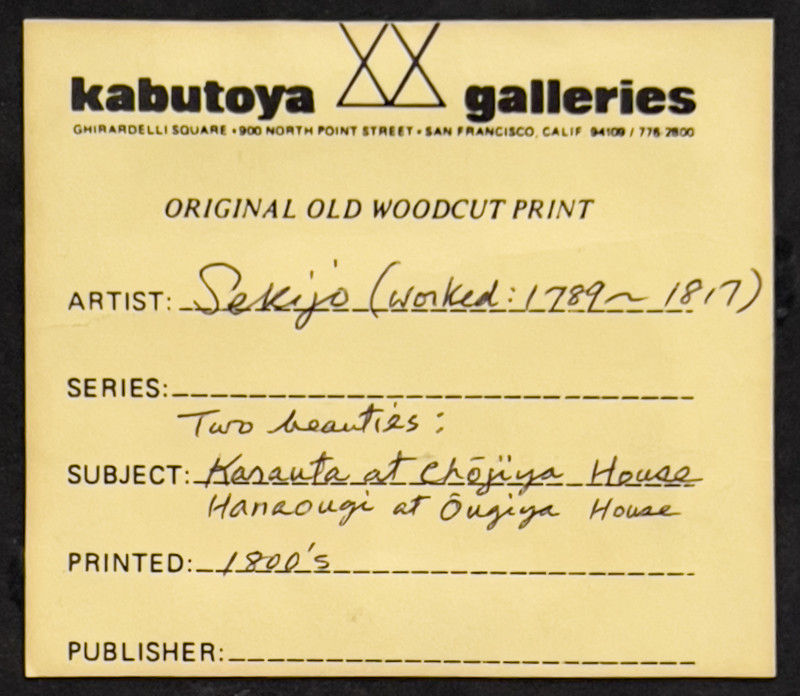 kabutoya galleries
GHIRARDELLI SQUARE • 900 NORTH POINT STREET • SAN FRANCISCO, CALIF 94109 / 776-2800
ORIGINAL OLD WOODCUT PRINT
ARTIST: Sekijo (worked: 1789~1817)
SERIES:
Two beauties:
SUBJECT: Karauta at Chōjiya House
Hanaougi at Ōugiya House
PRINTED: 1800's
PUBLISHER: